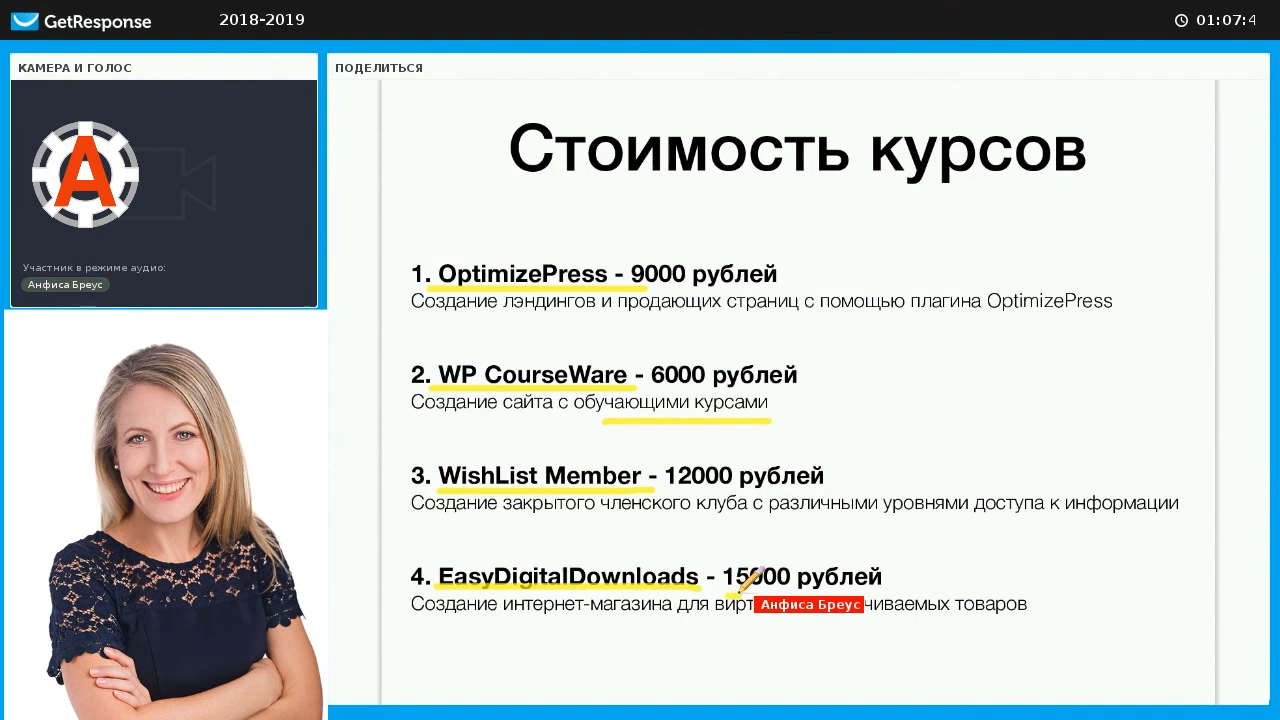 GetResponse
2018-2019
01:07:4
КАМЕРА И ГОЛОС
ПОДЕЛИТЬСЯ
A
Участник в режиме аудио:
Анфиса Бреус
Стоимость курсов
1. OptimizePress - 9000 рублей
Создание лэндингов и продающих страниц с помощью плагина OptimizePress
2. WP CourseWare - 6000 рублей
Создание сайта с обучающими курсами
3. WishList Member - 12000 рублей
Создание закрытого членского клуба с различными уровнями доступа к информации
4. EasyDigitalDownloads - 15000 рублей
Создание интернет-магазина для вирт чиваемых товаров
Анфиса Бреус